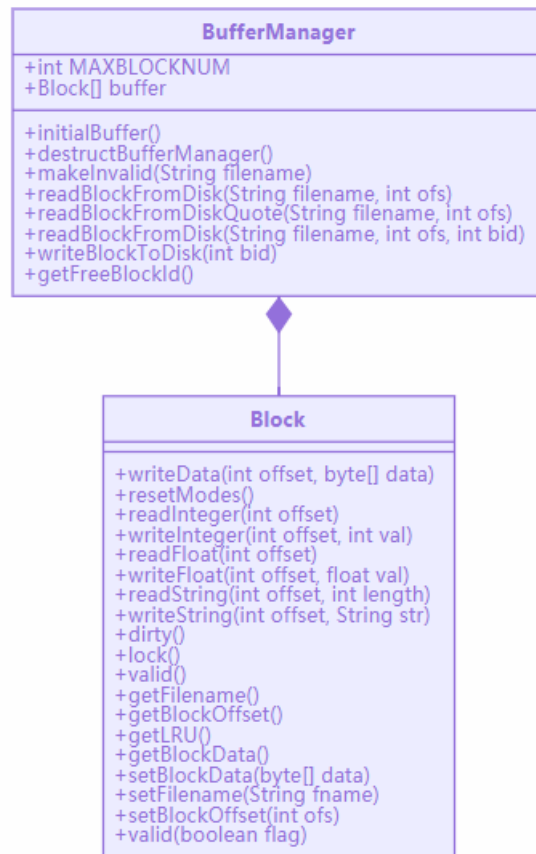 BufferManager
+int MAXBLOCKNUM
+Block[] buffer
+initialBuffer()
+destructBufferManager()
+makeInvalid(String filename)
+readBlockFromDisk(String filename, int ofs)
+readBlockFromDiskQuote(String filename, int ofs)
+readBlockFromDisk(String filename, int ofs, int bid)
+writeBlockToDisk(int bid)
+getFreeBlockId()
Block
+writeData(int offset, byte[] data)
+resetModes()
+readInteger(int offset)
+writeInteger(int offset, int val)
+readFloat(int offset)
+writeFloat(int offset, float val)
+readString(int offset, int length)
+writeString(int offset, String str)
+dirty()
+lock()
+valid()
+getFilename()
+getBlockOffset()
+getLRU()
+getBlockData()
+setBlockData(byte[] data)
+setFilename(String fname)
+setBlockOffset(int ofs)
+valid(boolean flag)